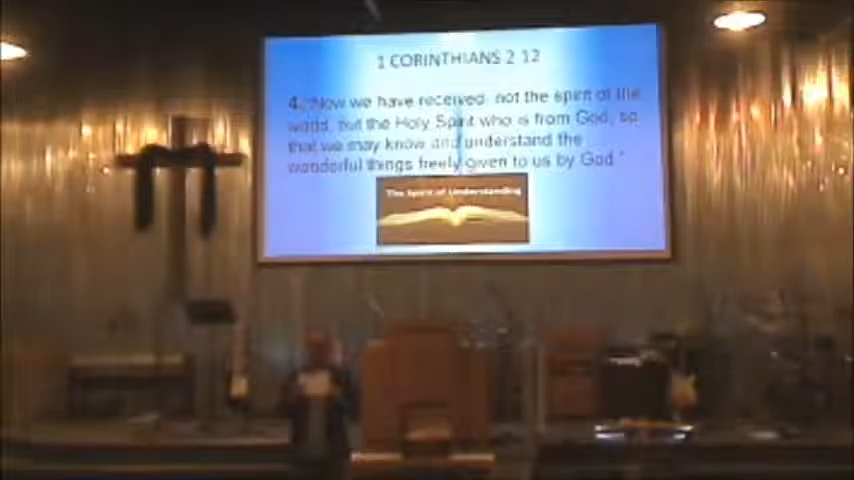 1 CORINTHIANS 2 12
4. "Now we have received, not the spirit of the
world, but the Holy Spirit who is from God, so
that we may know and understand the
wonderful things freely given to us by God."
The Spirit of Understanding